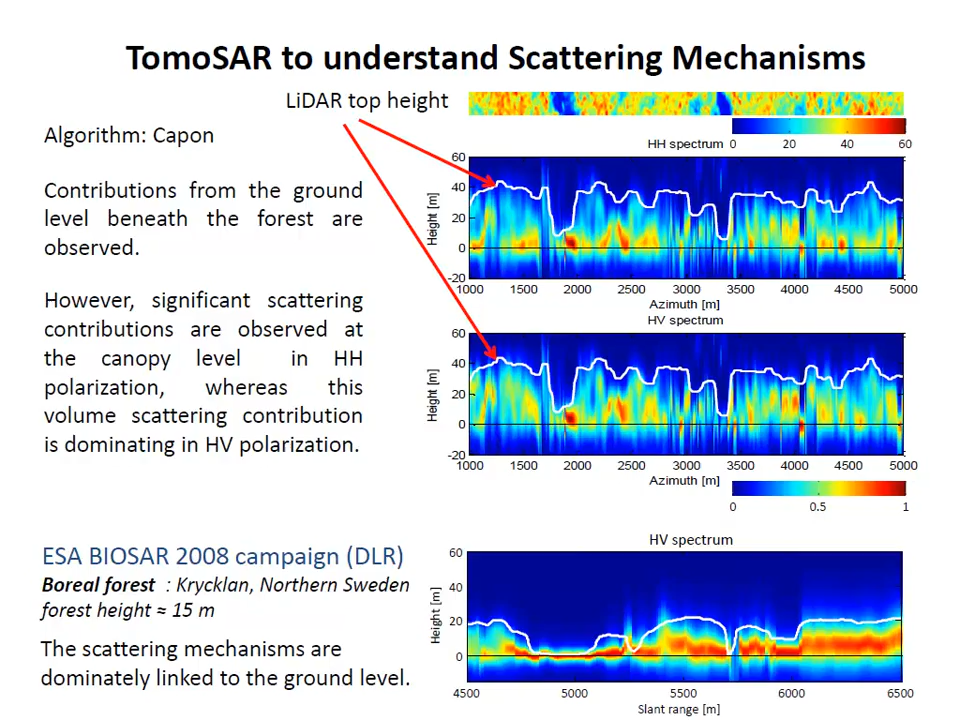 TomoSAR to understand Scattering Mechanisms
LiDAR top height
Algorithm: Capon
Contributions from the ground
level beneath the forest are
observed.
However, significant scattering
contributions are observed at
the canopy level in HH
polarization, whereas this
volume scattering contribution
is dominating in HV polarization.
HH spectrum 0 20 40 60
60
40
20
0
-20
Height [m]
1000 1500 2000 2500 3000 3500 4000 4500 5000
Azimuth [m]
HV spectrum
60
40
20
0
-20
Height [m]
1000 1500 2000 2500 3000 3500 4000 4500 5000
Azimuth [m]
0 0.5 1
ESA BIOSAR 2008 campaign (DLR)
Boreal forest : Krycklan, Northern Sweden
forest height ≈ 15 m
The scattering mechanisms are
dominately linked to the ground level.
HV spectrum
60
40
20
0
Height [m]
4500 5000 5500 6000 6500
Slant range [m]